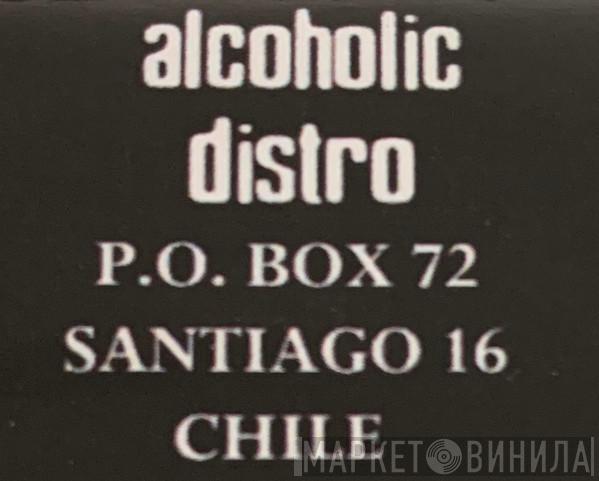 alcoholic
distro
P.O. BOX 72
SANTIAGO 16
CHILE
МАРКЕТ ВИНИЛА